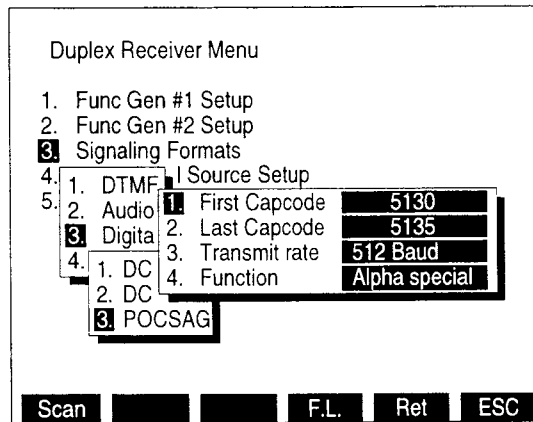 Duplex Receiver Menu
1. Func Gen #1 Setup
2. Func Gen #2 Setup
3. Signaling Formats
4. l Source Setup
5.
1. DTMF
2. Audio
3. Digita
4.
1. DC
2. DC
3. POCSAG
1. First Capcode 5130
2. Last Capcode 5135
3. Transmit rate 512 Baud
4. Function Alpha special
Scan F.L. Ret ESC